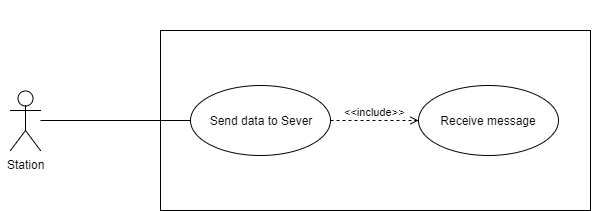 <<include>>
Send data to Sever
Receive message
Station